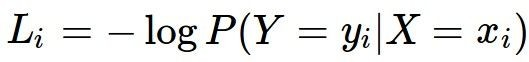 L_i = − log P(Y = y_i|X = x_i)